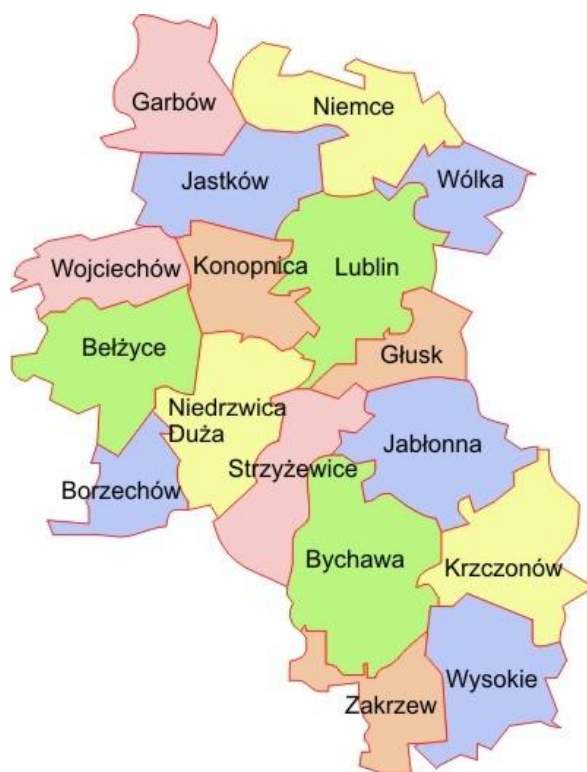 Garbów
Niemce
Jastków
Wólka
Wojciechów
Konopnica
Lublin
Bełżyce
Głusk
Niedrzwica
Duża
Jabłonna
Strzyżewice
Borzechów
Bychawa
Krzczonów
Wysokie
Zakrzew